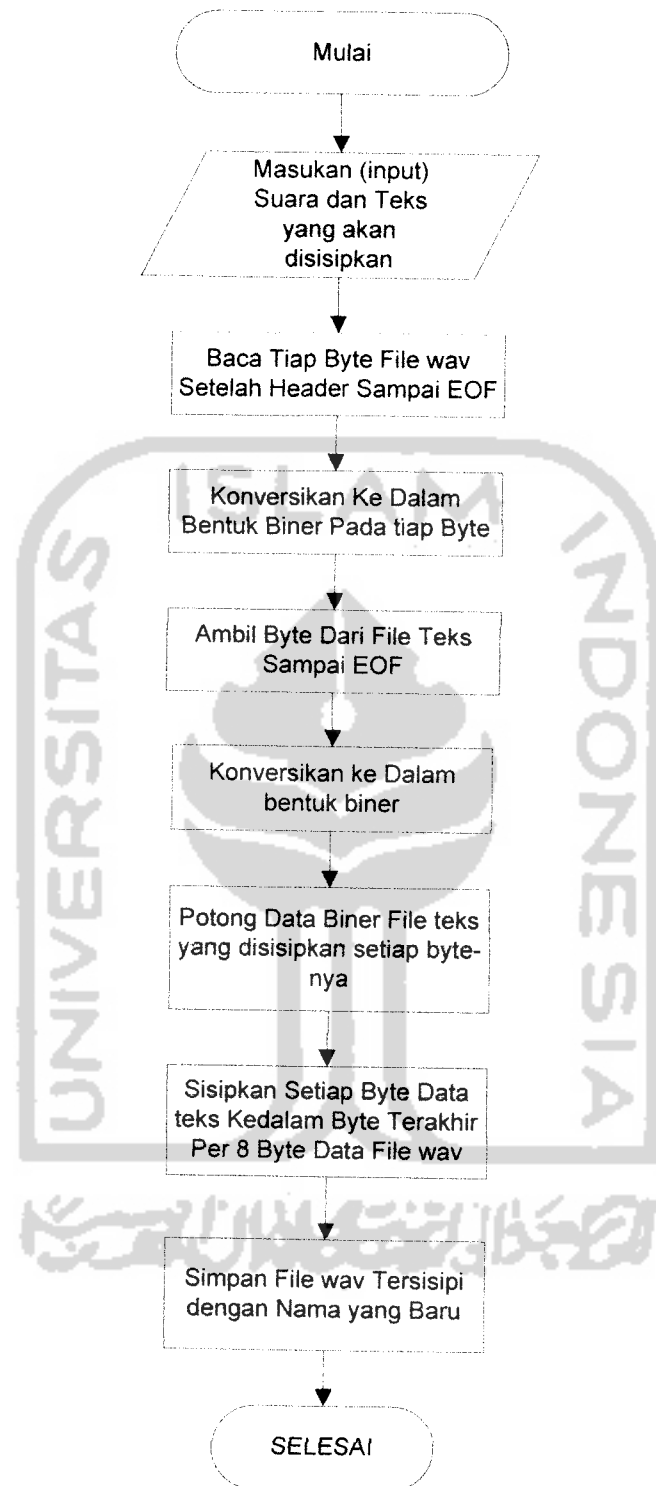 Mulai
Masukan (input)
Suara dan Teks
yang akan
disisipkan
Baca Tiap Byte File wav
Setelah Header Sampai EOF
Konversikan Ke Dalam
Bentuk Biner Pada tiap Byte
Ambil Byte Dari File Teks
Sampai EOF
Konversikan ke Dalam
bentuk biner
Potong Data Biner File teks
yang disisipkan setiap byte-
nya
Sisipkan Setiap Byte Data
teks Kedalam Byte Terakhir
Per 8 Byte Data File wav
Simpan File wav Tersisipi
dengan Nama yang Baru
SELESAI
UNIVERSITAS
ISLAM
INDONESIA